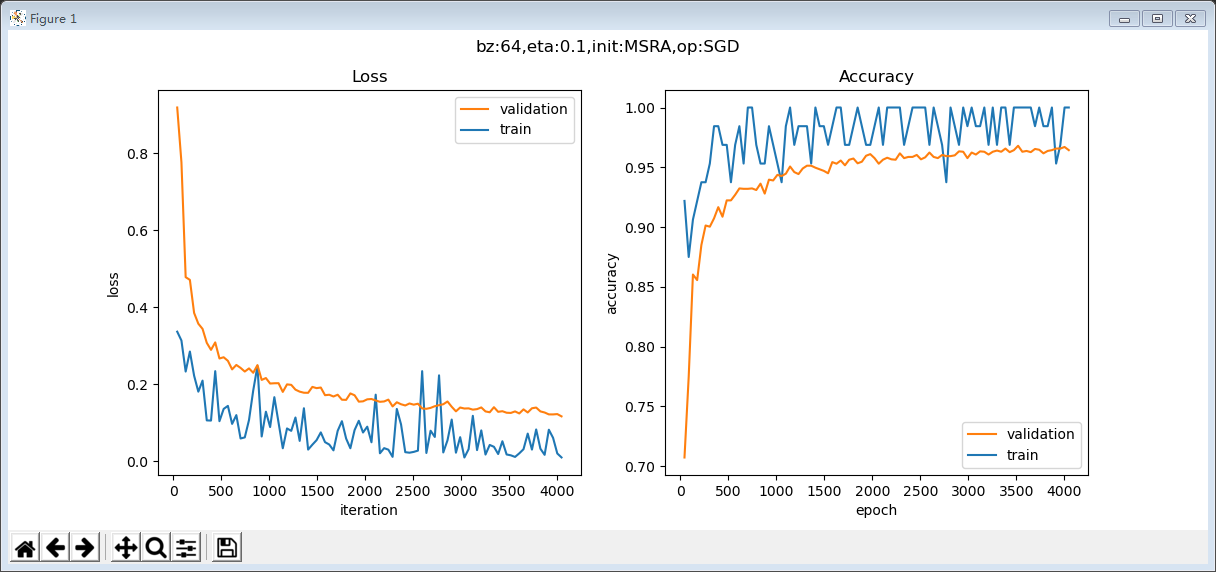 Figure 1
bz:64,eta:0.1,init:MSRA,op:SGD
Loss
validation
train
0.8
0.6
0.4
0.2
0.0
loss
0 500 1000 1500 2000 2500 3000 3500 4000
iteration
Accuracy
1.00
0.95
0.90
0.85
0.80
0.75
0.70
accuracy
validation
train
0 500 1000 1500 2000 2500 3000 3500 4000
epoch